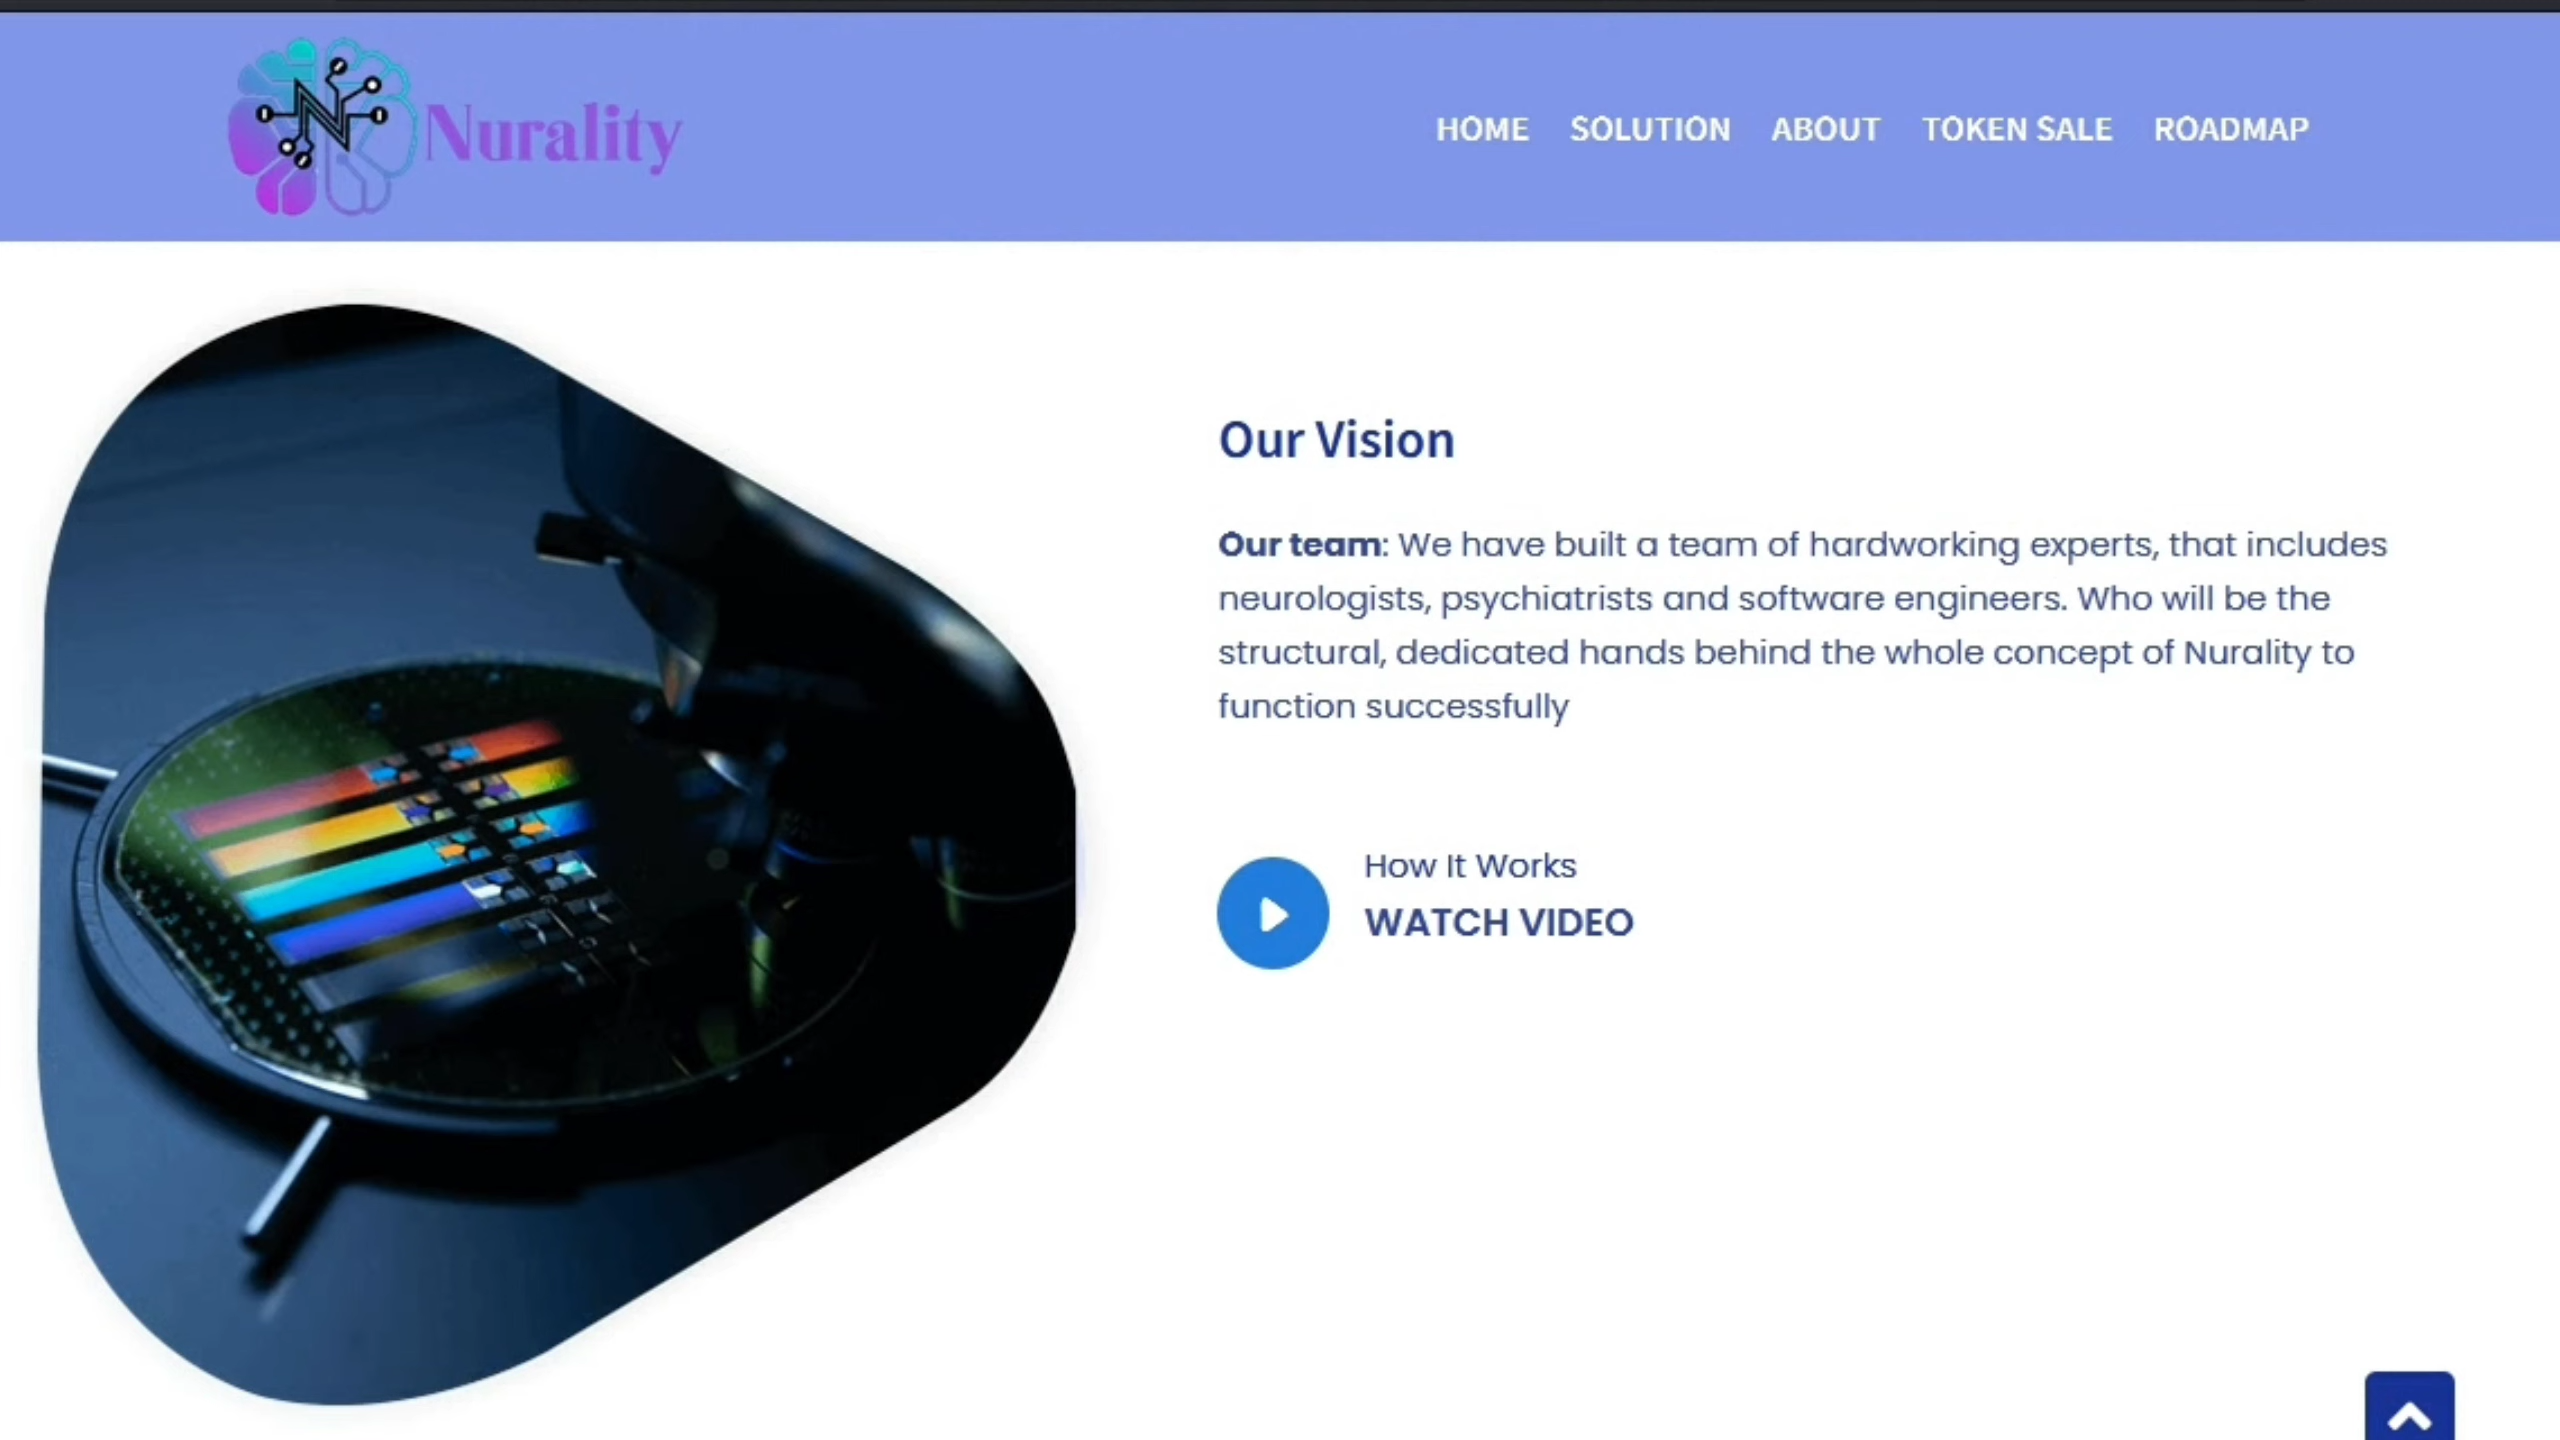 Nurality
HOME SOLUTION ABOUT TOKEN SALE ROADMAP
Our Vision
Our team: We have built a team of hardworking experts, that includes
neurologists, psychiatrists and software engineers. Who will be the
structural, dedicated hands behind the whole concept of Nurality to
function successfully
How It Works
WATCH VIDEO